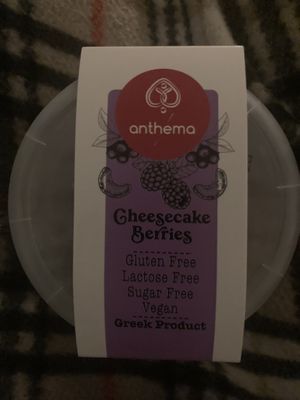 anthema
Cheesecake
Berries
Gluten Free
Lactose Free
Sugar Free
Vegan
Greek Product